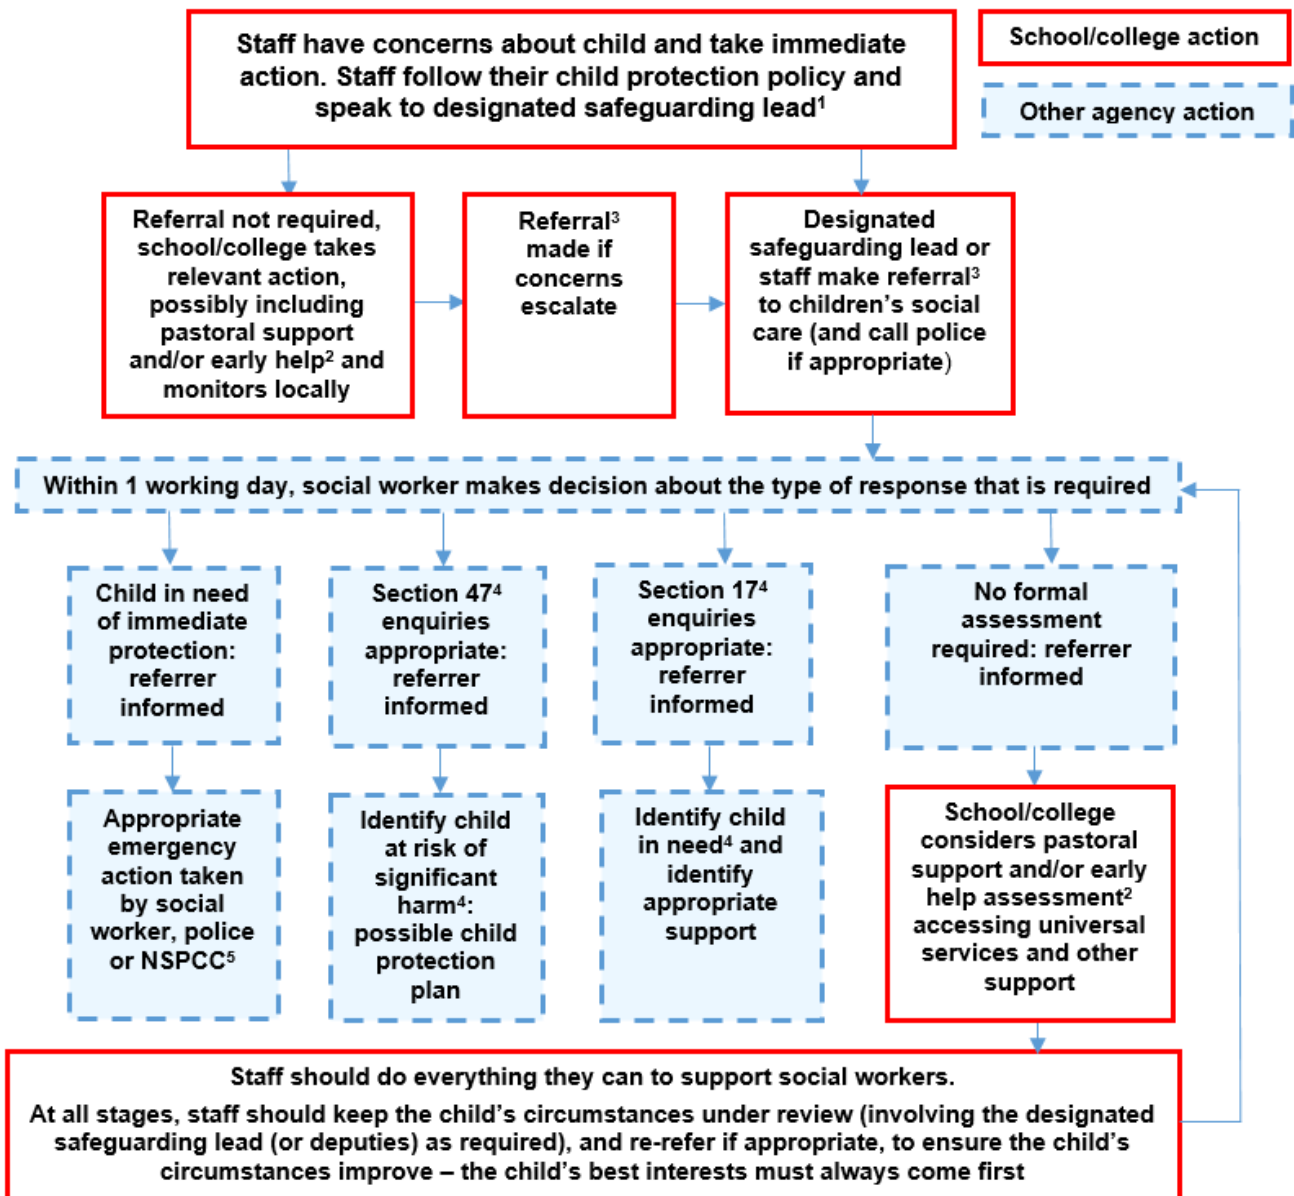 Staff have concerns about child and take immediate
action. Staff follow their child protection policy and
speak to designated safeguarding lead¹
School/college action
Other agency action
Referral not required,
school/college takes
relevant action,
possibly including
pastoral support
and/or early help² and
monitors locally
Referral³
made if
concerns
escalate
Designated
safeguarding lead or
staff make referral³
to children’s social
care (and call police
if appropriate)
Within 1 working day, social worker makes decision about the type of response that is required
Child in need
of immediate
protection:
referrer
informed
Section 47⁴
enquiries
appropriate:
referrer
informed
Section 17⁴
enquiries
appropriate:
referrer
informed
No formal
assessment
required: referrer
informed
Appropriate
emergency
action taken
by social
worker, police
or NSPCC⁵
Identify child
at risk of
significant
harm⁴:
possible child
protection
plan
Identify child
in need⁴ and
identify
appropriate
support
School/college
considers pastoral
support and/or early
help assessment²
accessing universal
services and other
support
Staff should do everything they can to support social workers.
At all stages, staff should keep the child’s circumstances under review (involving the designated
safeguarding lead (or deputies) as required), and re-refer if appropriate, to ensure the child’s
circumstances improve – the child’s best interests must always come first